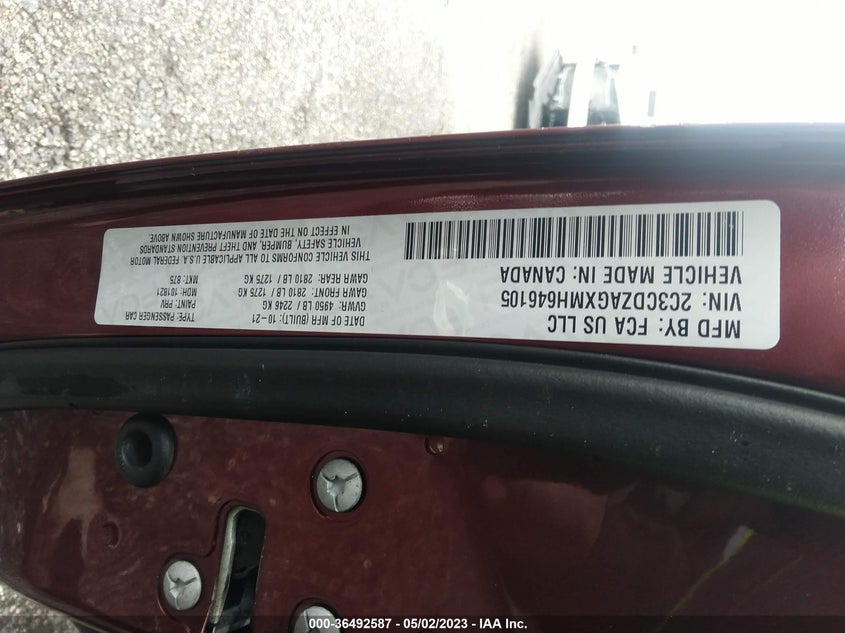 MFD BY: FCA US LLC
DATE OF MFR (BUILT): 10-21
TYPE: PASSENGER CAR
VIN: 2C3CDZAGXMH646105
GVWR: 4950 LB / 2245 KG
PAINT: PRV
VEHICLE MADE IN: CANADA
GAWR FRONT: 2810 LB / 1275 KG
MOH: 101821
GAWR REAR: 2810 LB / 1275 KG
MKT: 875
THIS VEHICLE CONFORMS TO ALL APPLICABLE U.S.A. FEDERAL MOTOR
VEHICLE SAFETY, BUMPER, AND THEFT PREVENTION STANDARDS
IN EFFECT ON THE DATE OF MANUFACTURE SHOWN ABOVE.
000-36492587 - 05/02/2023 - IAA Inc.